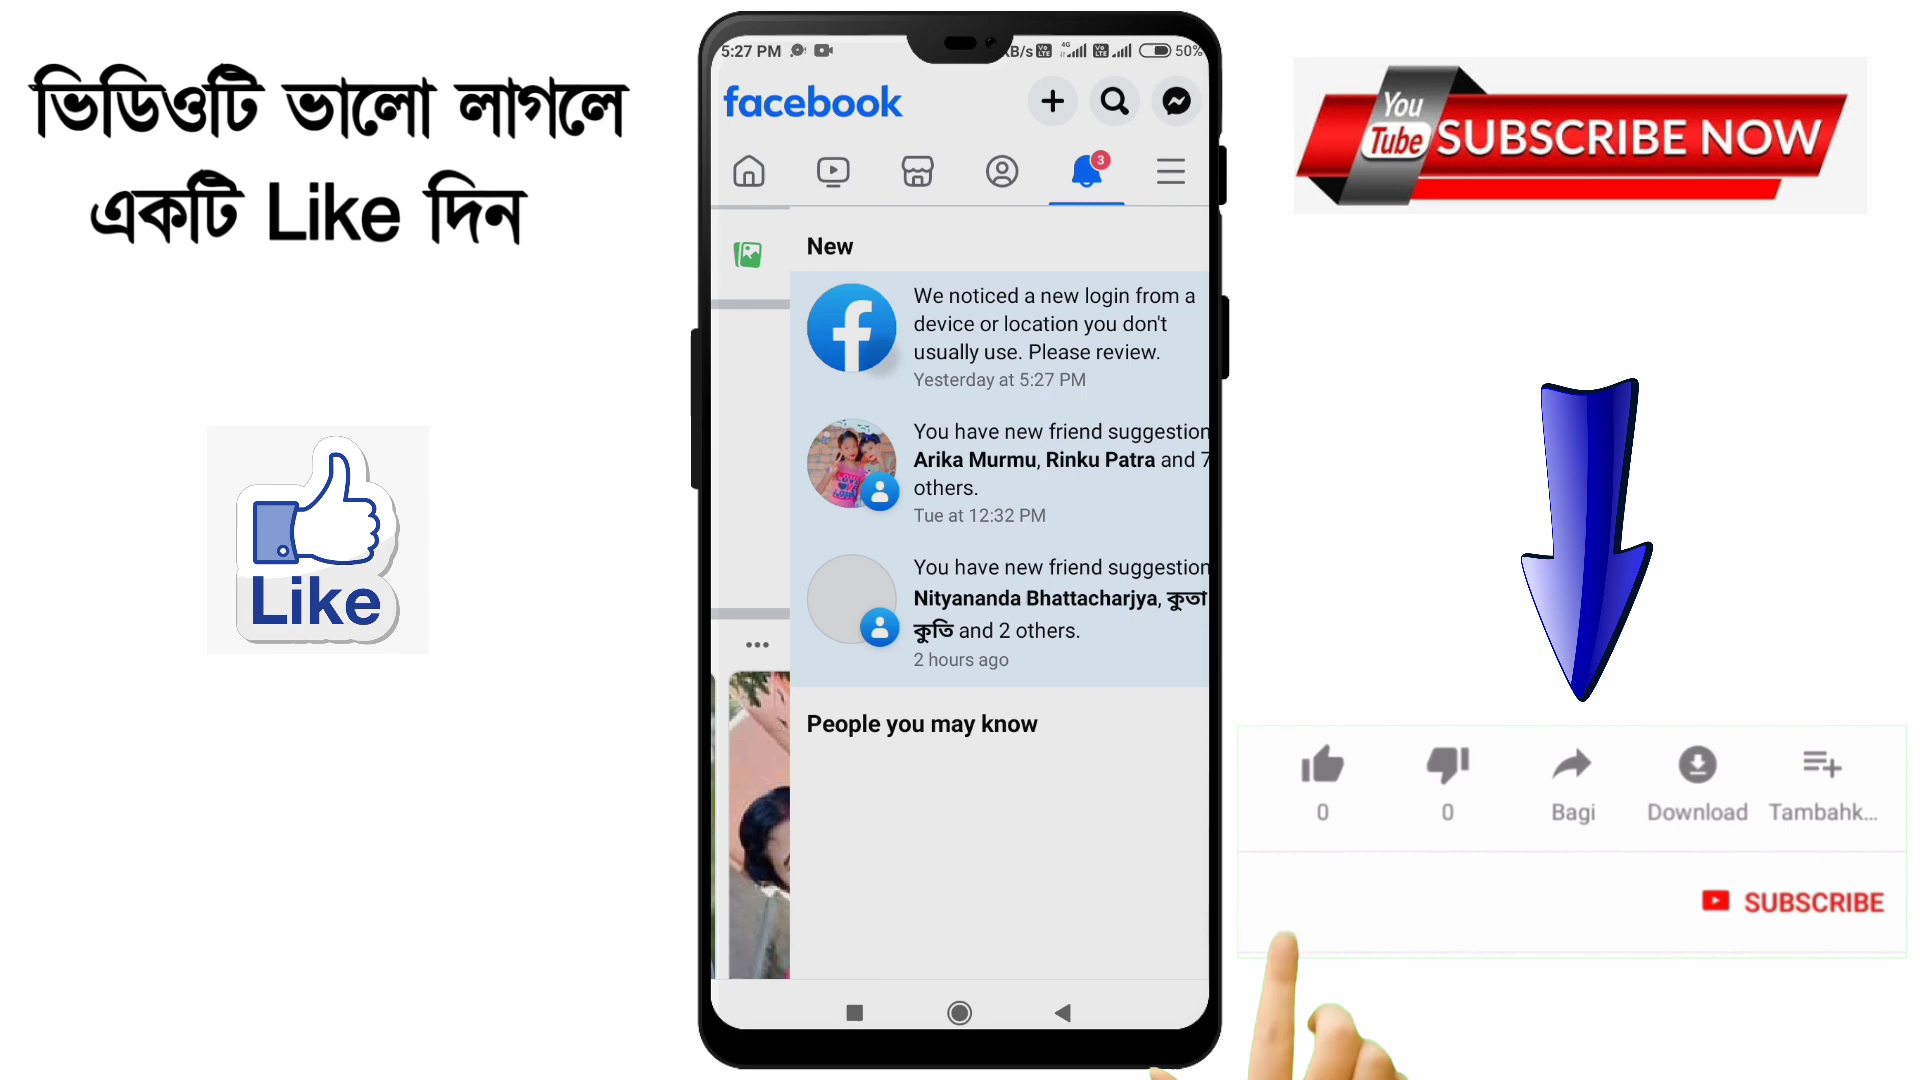 ভিডিওটি ভালো লাগলে
একটি Like দিন
Like
5:27 PM
KB/s
4G
50%
facebook
3
New
We noticed a new login from a
device or location you don't
usually use. Please review.
Yesterday at 5:27 PM
You have new friend suggestion
Arika Murmu, Rinku Patra and 7
others.
Tue at 12:32 PM
You have new friend suggestion
Nityananda Bhattacharjya, কুতা
কুতি and 2 others.
2 hours ago
People you may know
You
Tube
SUBSCRIBE NOW
0
0
Bagi
Download
Tambahk...
SUBSCRIBE